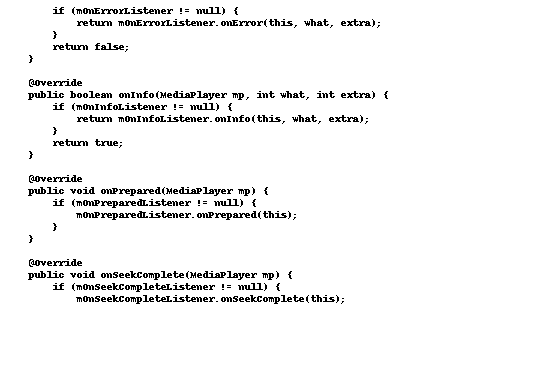 if (mOnErrorListener != null) {
return mOnErrorListener.onError(this, what, extra);
}
return false;
}
@Override
public boolean onInfo(MediaPlayer mp, int what, int extra) {
if (mOnInfoListener != null) {
return mOnInfoListener.onInfo(this, what, extra);
}
return true;
}
@Override
public void onPrepared(MediaPlayer mp) {
if (mOnPreparedListener != null) {
mOnPreparedListener.onPrepared(this);
}
}
@Override
public void onSeekComplete(MediaPlayer mp) {
if (mOnSeekCompleteListener != null) {
mOnSeekCompleteListener.onSeekComplete(this);